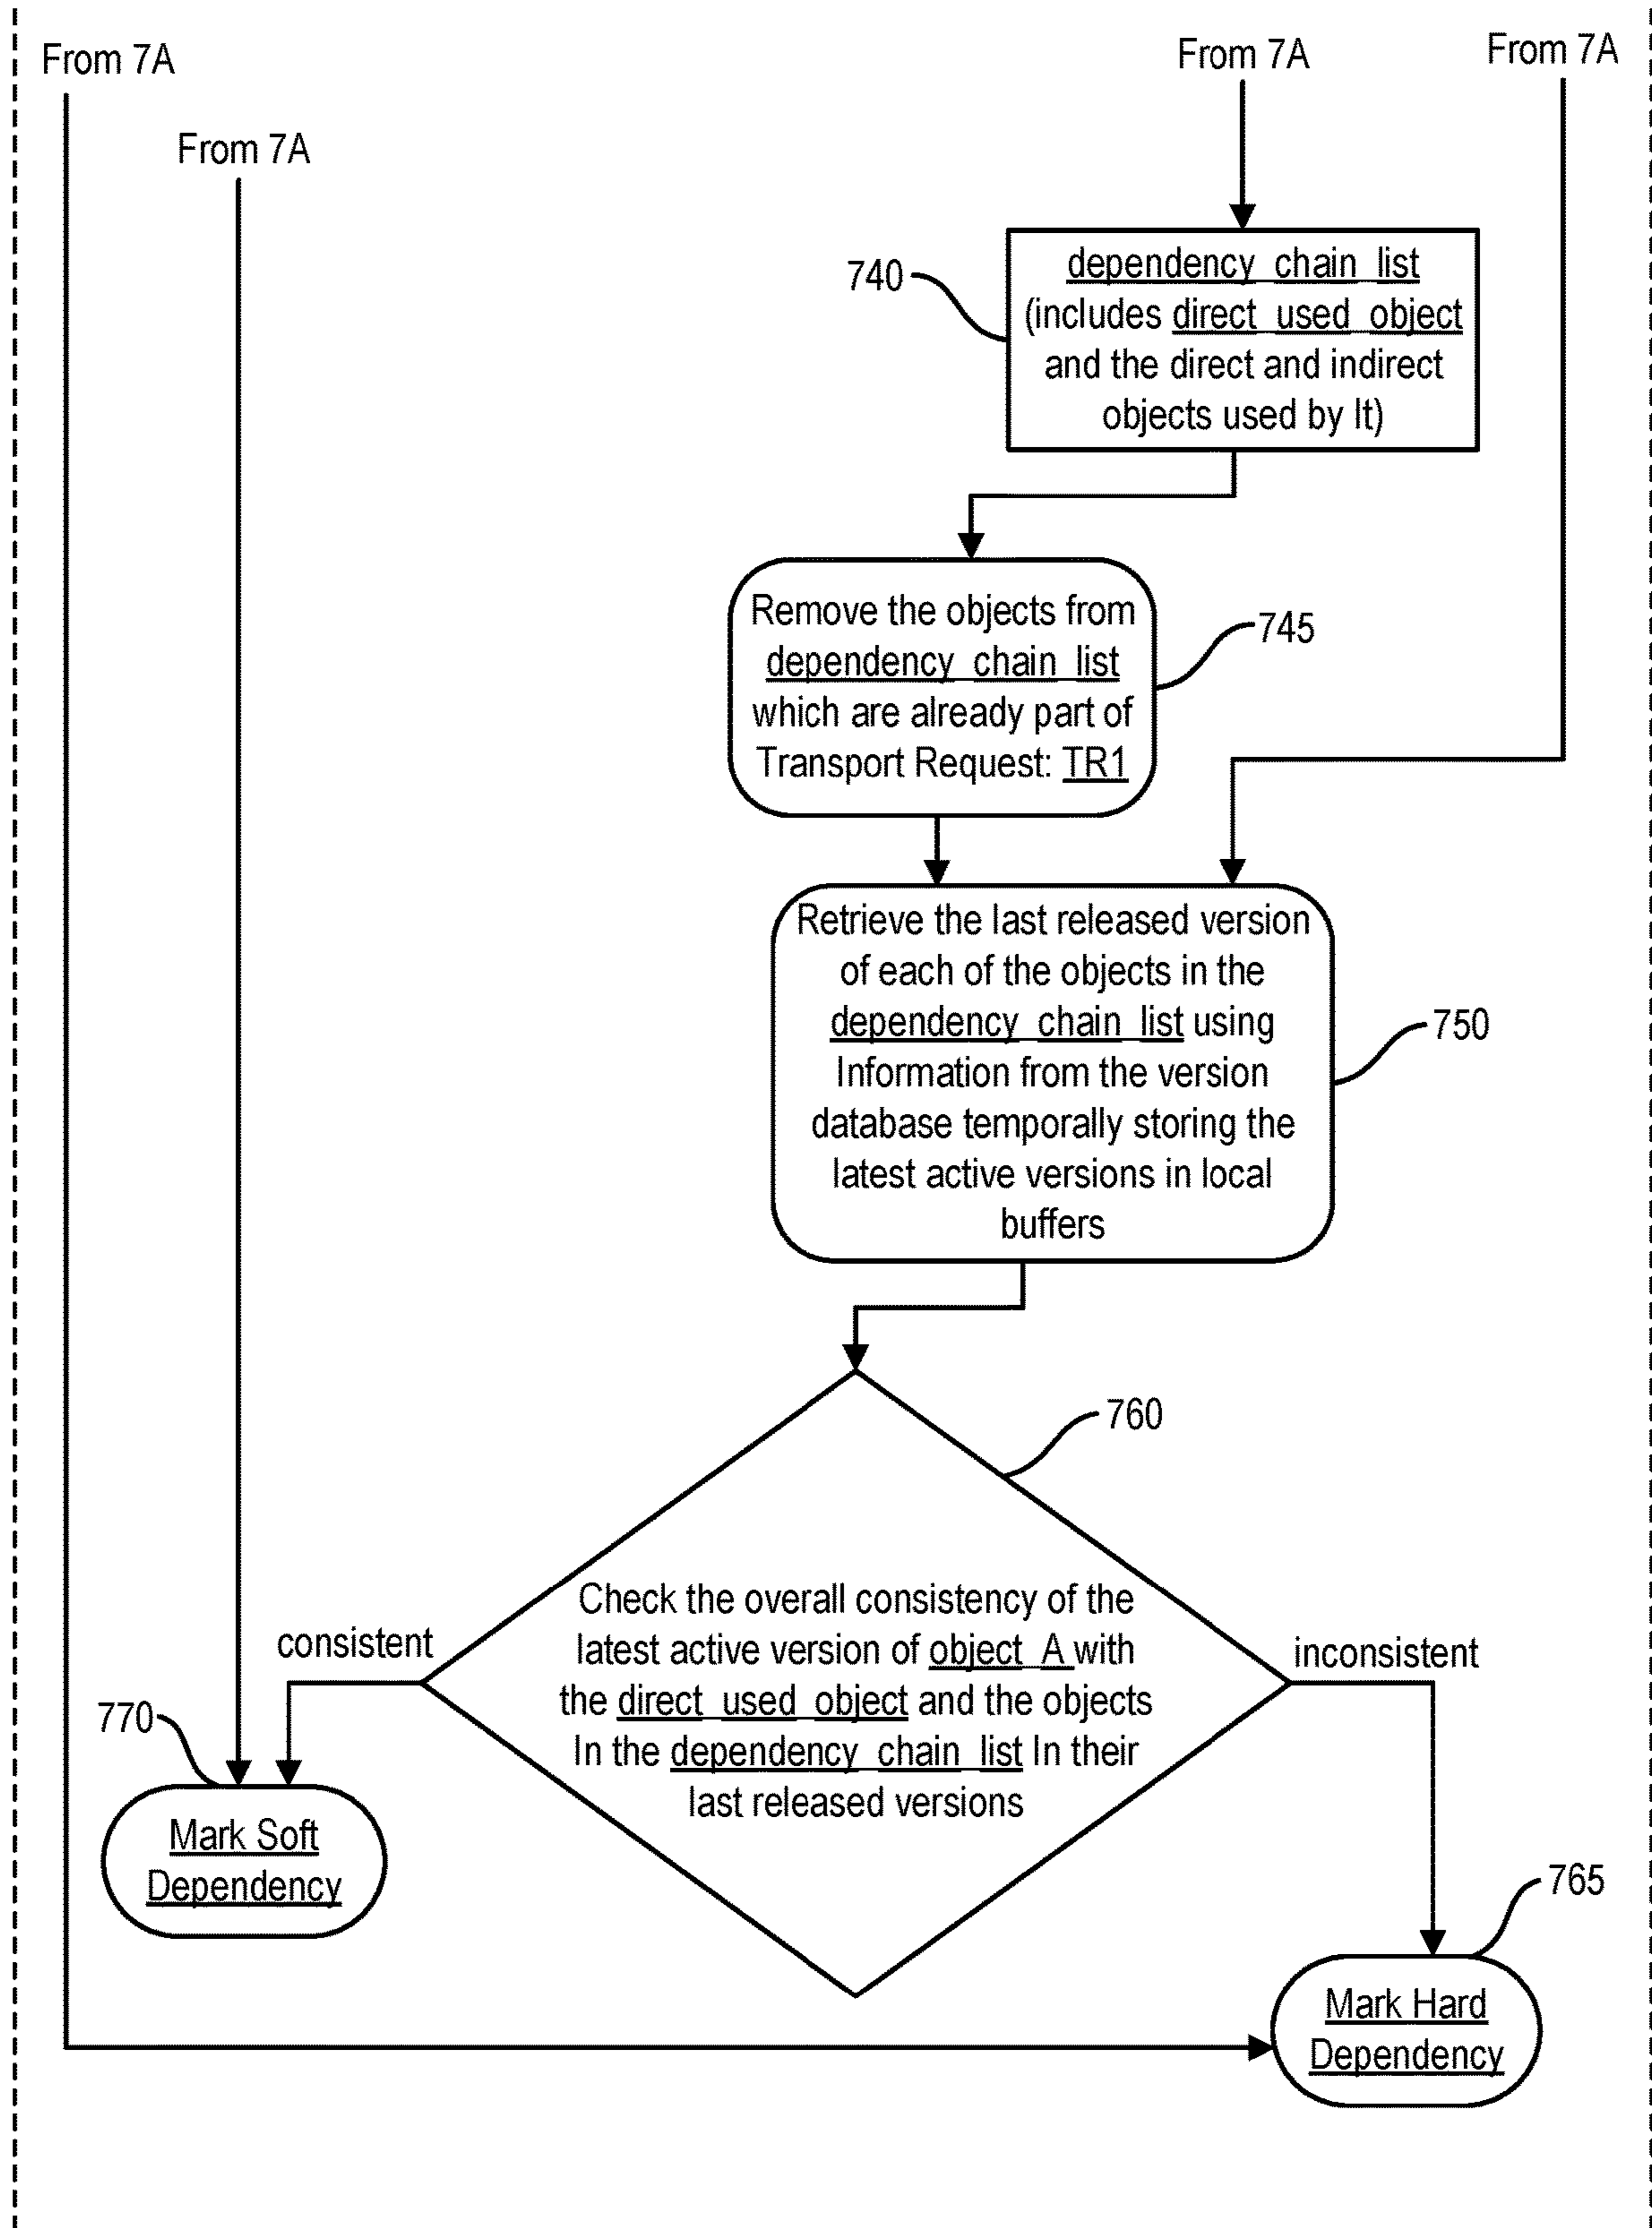 From 7A
From 7A
From 7A
From 7A
740
dependency_chain_list
(includes direct_used_object
and the direct and indirect
objects used by It)
Remove the objects from
dependency_chain_list
which are already part of
Transport Request: TR1
745
Retrieve the last released version
of each of the objects in the
dependency_chain_list using
Information from the version
database temporally storing the
latest active versions in local
buffers
750
760
Check the overall consistency of the
latest active version of object_A with
the direct_used_object and the objects
In the dependency_chain_list In their
last released versions
consistent
inconsistent
770
Mark Soft
Dependency
765
Mark Hard
Dependency